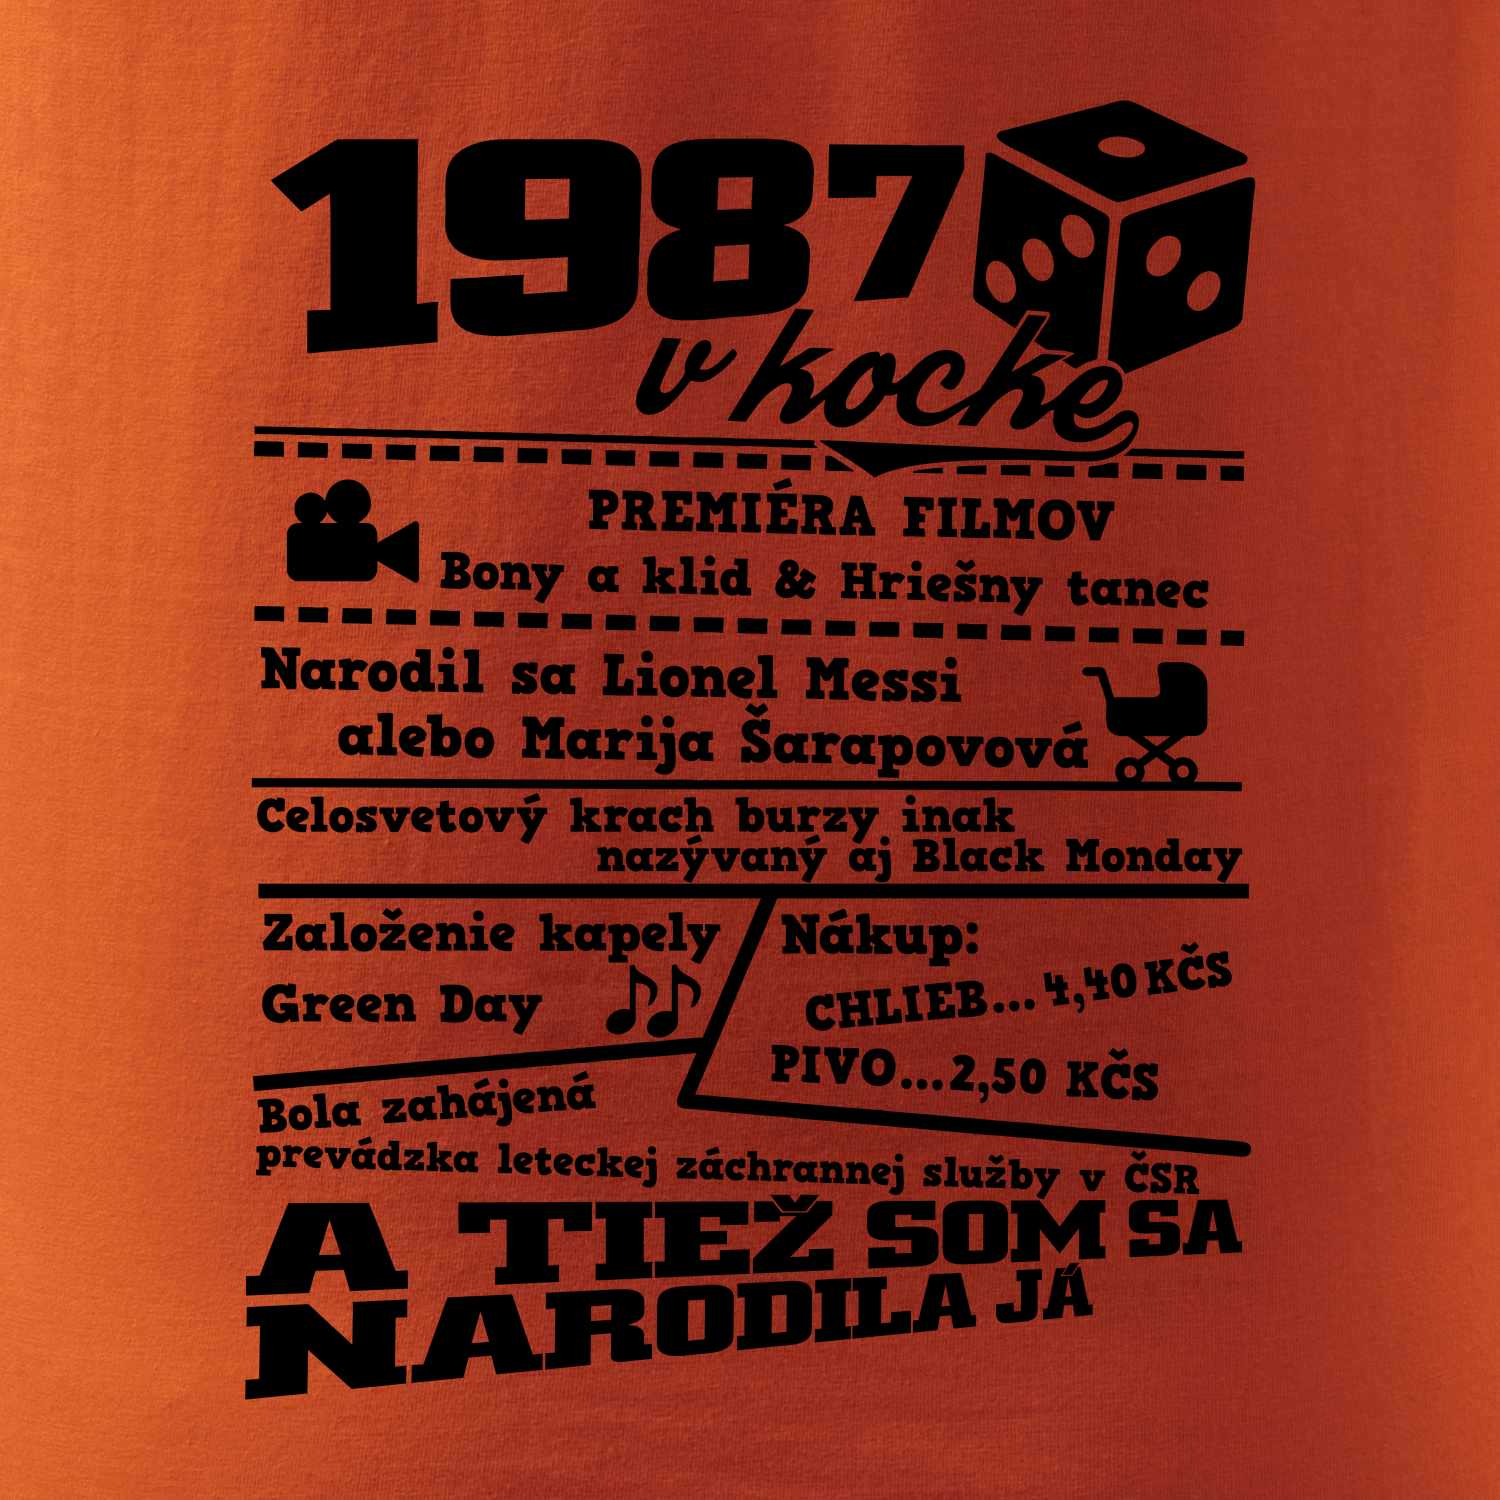 1987
v kocke
PREMIÉRA FILMOV
Bony a klid & Hriešny tanec
Narodil sa Lionel Messi
alebo Marija Šarapovová
Celosvetový krach burzy inak
nazývaný aj Black Monday
Založenie kapely
Green Day
Nákup:
CHLIEB...4,40 KČS
PIVO...2,50 KČS
Bola zahájená
prevádzka leteckej záchrannej služby v ČSR
A TIEŽ SOM SA
NARODILA JÁ